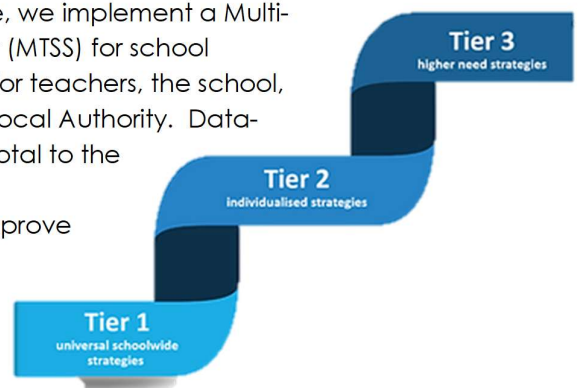 e, we implement a Multi-
(MTSS) for school
or teachers, the school,
ocal Authority. Data-
otal to the
prove
Tier 3
higher need strategies
Tier 2
individualised strategies
Tier 1
universal schoolwide
strategies